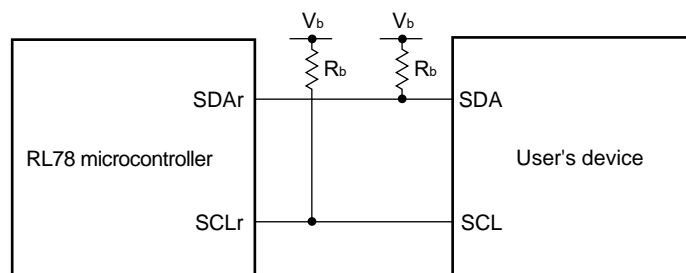 Vb Vb
Rb Rb
SDAr SDA
RL78 microcontroller User's device
SCLr SCL